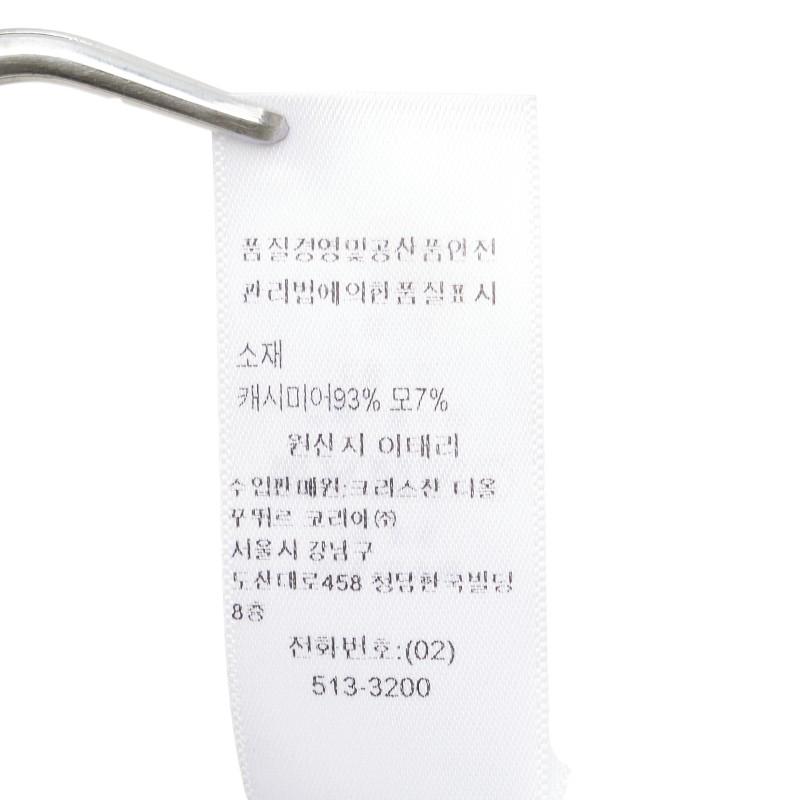 품질경영및공산품안전
관리법에의한품질표시
소재
캐시미어93% 모7%
원산지 이태리
수입판매원:크리스챤 디올
꾸뛰르 코리아㈜
서울시 강남구
도산대로458 청담한국빌딩
8층
전화번호:(02)
513-3200